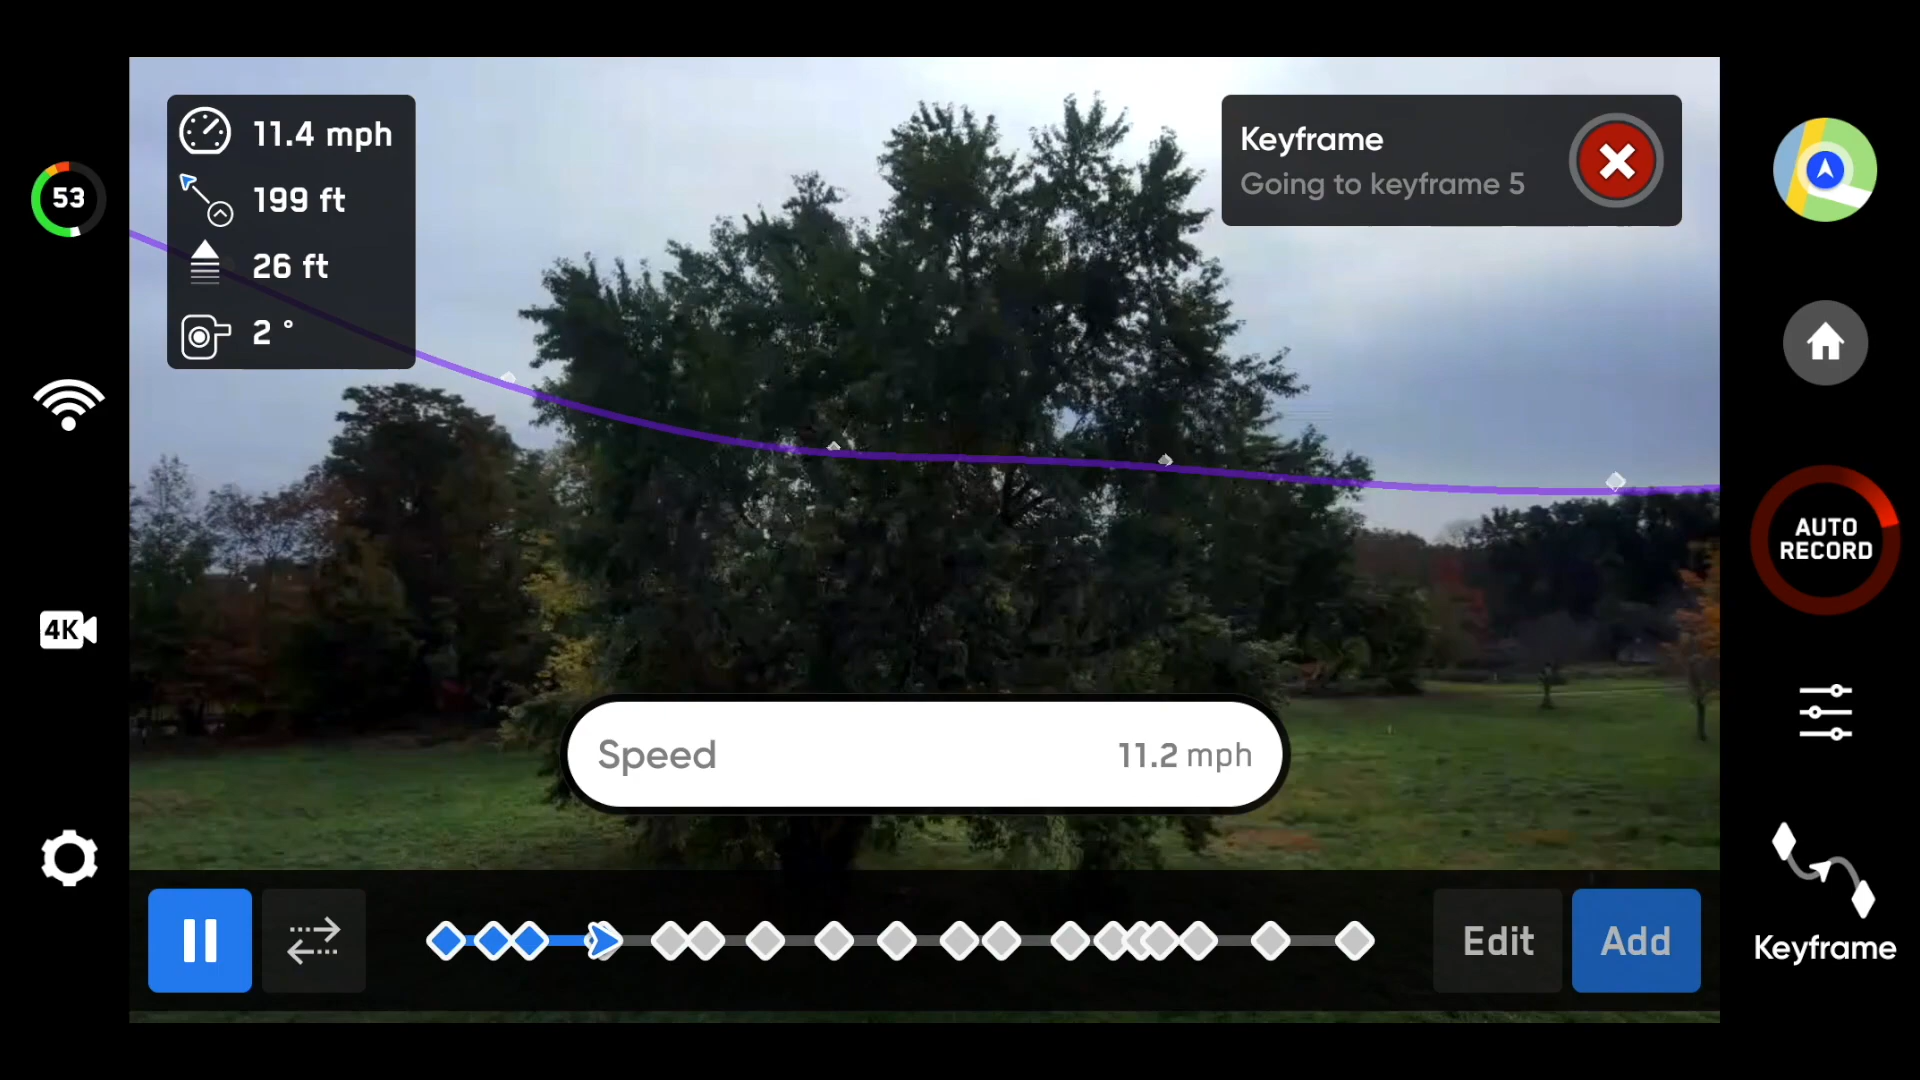 53
4K
11.4 mph
199 ft
26 ft
2 °
Keyframe
Going to keyframe 5
Speed 11.2 mph
Edit
Add
AUTO
RECORD
Keyframe